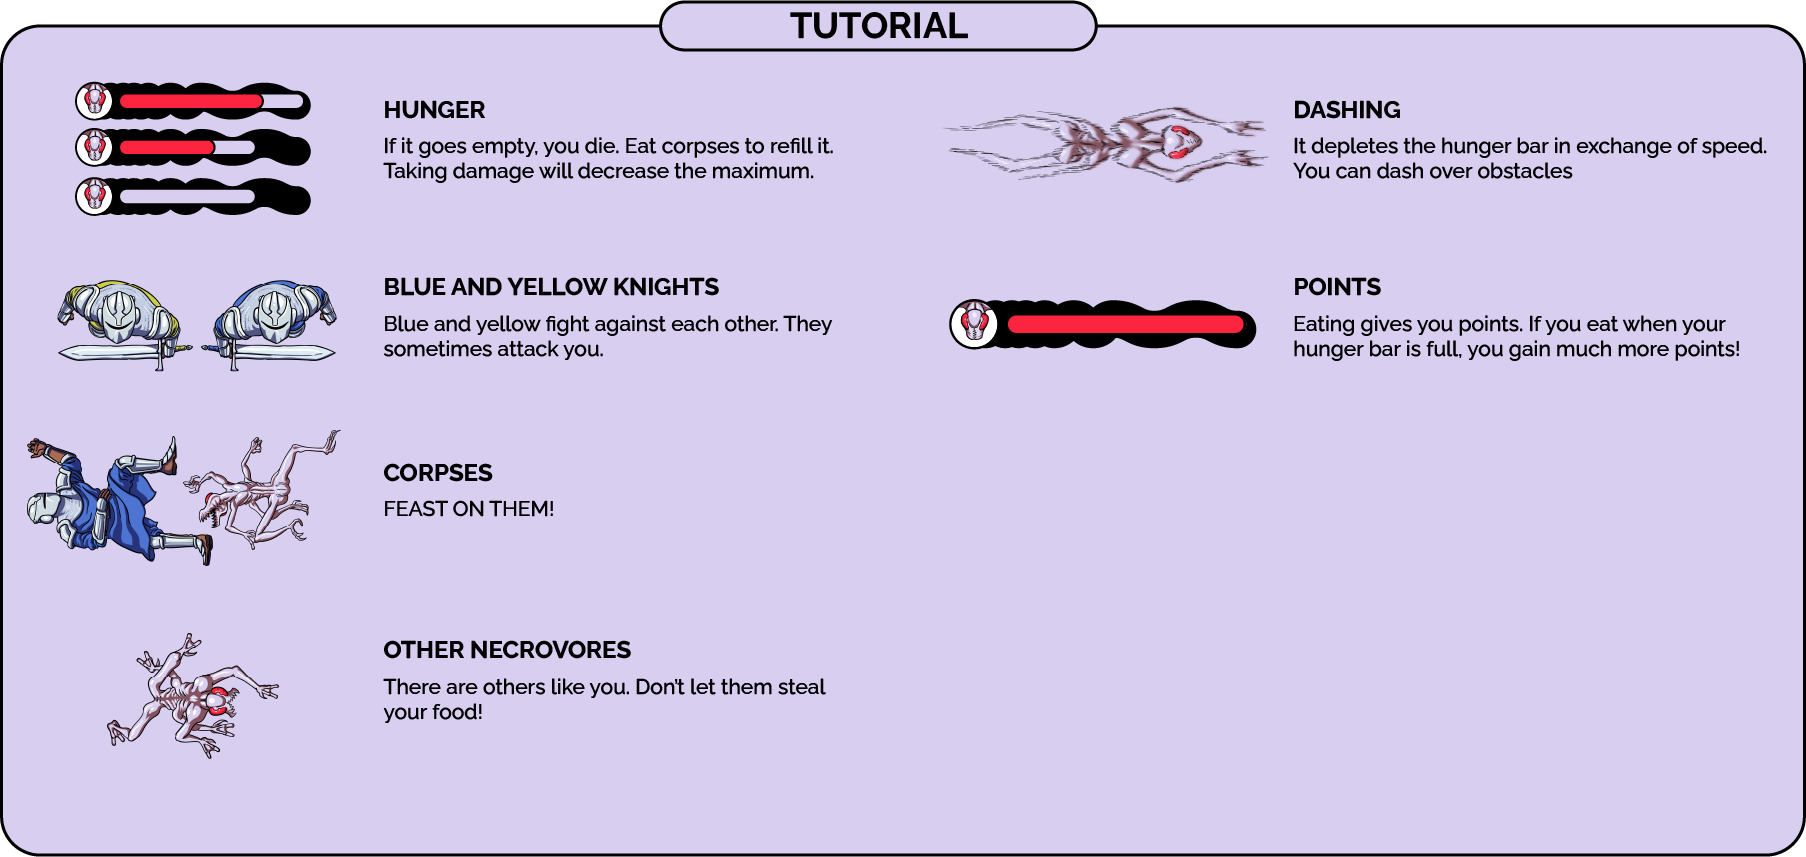 TUTORIAL
HUNGER
If it goes empty, you die. Eat corpses to refill it.
Taking damage will decrease the maximum.
BLUE AND YELLOW KNIGHTS
Blue and yellow fight against each other. They
sometimes attack you.
CORPSES
FEAST ON THEM!
OTHER NECROVORES
There are others like you. Don't let them steal
your food!
DASHING
It depletes the hunger bar in exchange of speed.
You can dash over obstacles
POINTS
Eating gives you points. If you eat when your
hunger bar is full, you gain much more points!